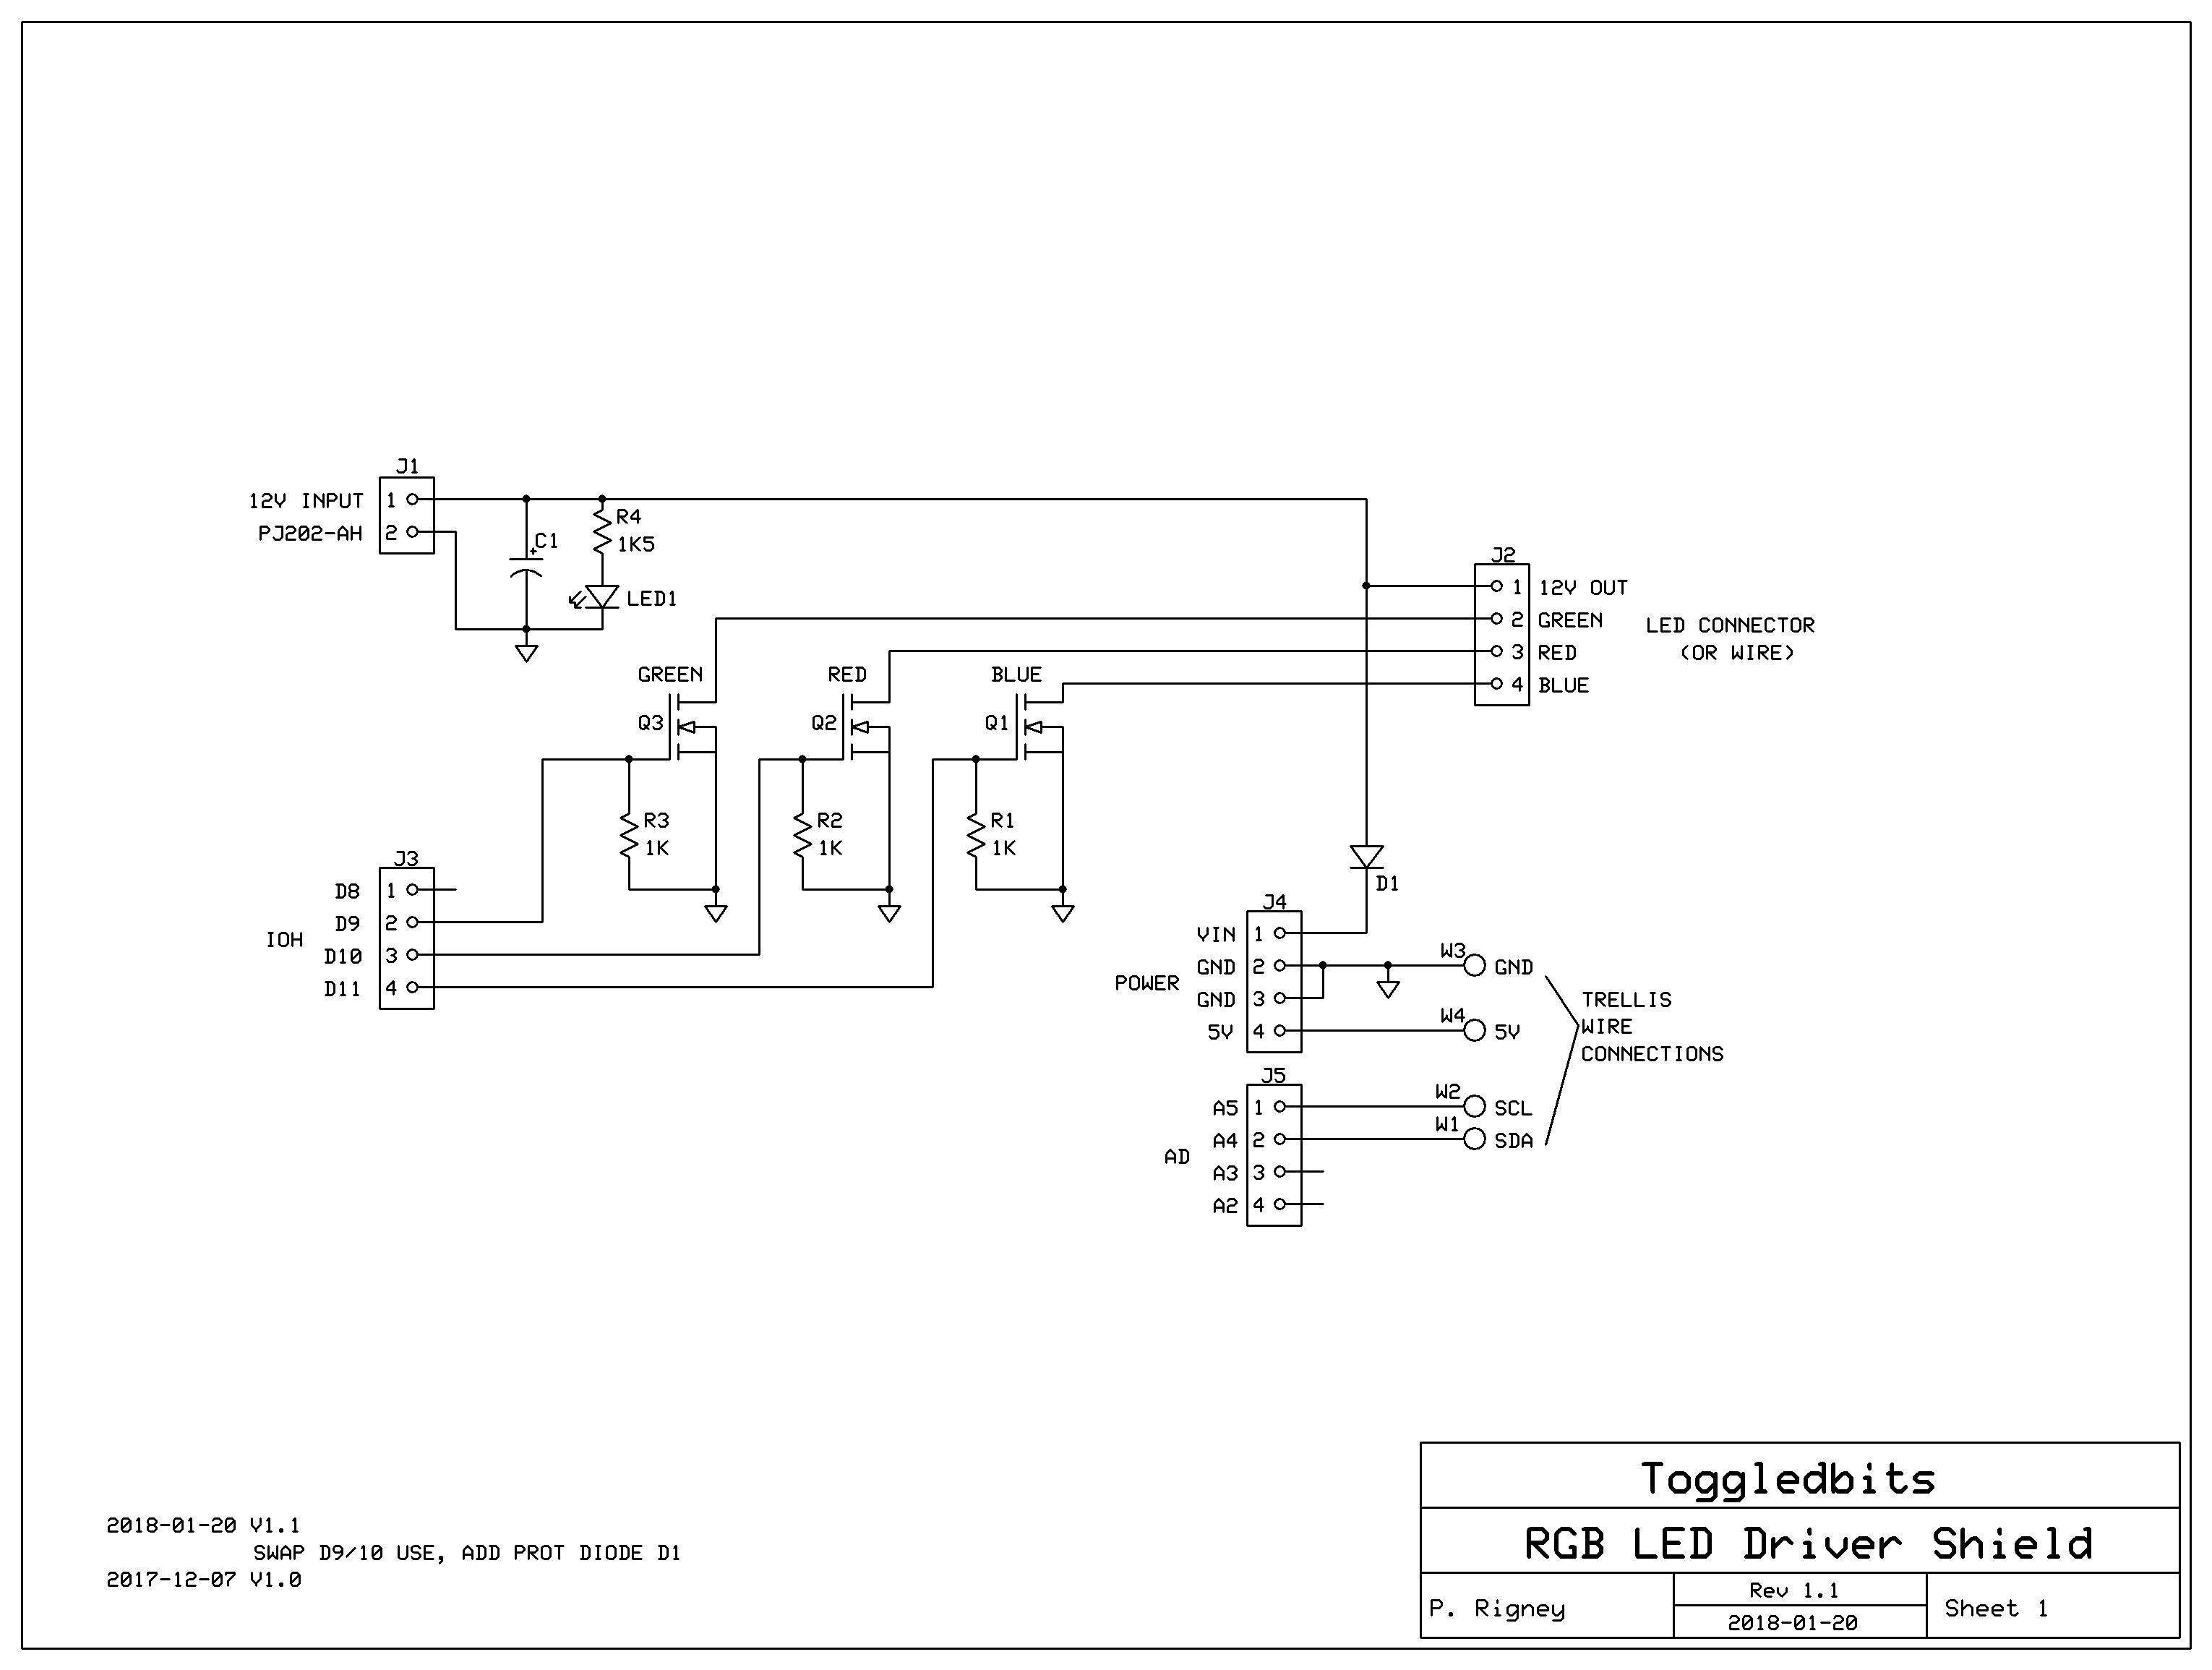 J1
12V INPUT 1
PJ202-AH 2
C1
+
R4
1K5
LED1
J2
1 12V OUT
2 GREEN
3 RED
4 BLUE
LED CONNECTOR
(OR WIRE)
GREEN
Q3
RED
Q2
BLUE
Q1
R3
1K
R2
1K
R1
1K
J3
D8 1
D9 2
IOH
D10 3
D11 4
D1
J4
VIN 1
GND 2
POWER
GND 3
5V 4
W3
GND
W4
5V
TRELLIS
WIRE
CONNECTIONS
J5
A5 1
A4 2
AD
A3 3
A2 4
W2
SCL
W1
SDA
2018-01-20 V1.1
SWAP D9/10 USE, ADD PROT DIODE D1
2017-12-07 V1.0
Toggledbits
RGB LED Driver Shield
P. Rigney
Rev 1.1
2018-01-20
Sheet 1